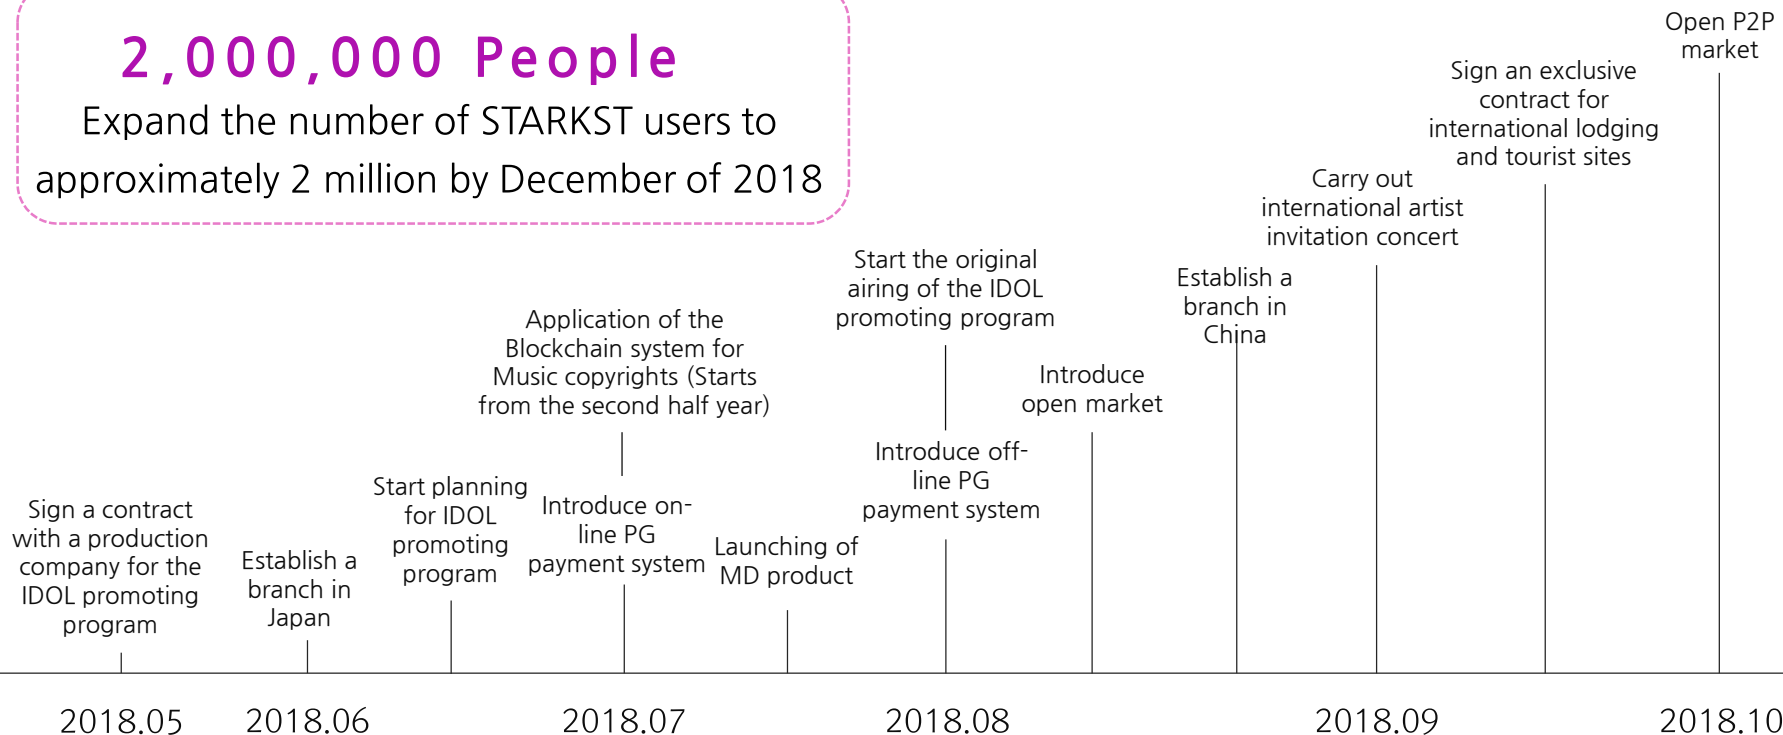 2,000,000 People
Expand the number of STARKST users to
approximately 2 million by December of 2018
Sign a contract
with a production
company for the
IDOL promoting
program
Establish a
branch in
Japan
Start planning
for IDOL
promoting
program
Application of the
Blockchain system for
Music copyrights (Starts
from the second half year)
Introduce on-
line PG
payment system
Launching of
MD product
Start the original
airing of the IDOL
promoting program
Introduce off-
line PG
payment system
Introduce
open market
Establish a
branch in
China
Carry out
international artist
invitation concert
Sign an exclusive
contract for
international lodging
and tourist sites
Open P2P
market
2018.05
2018.06
2018.07
2018.08
2018.09
2018.10